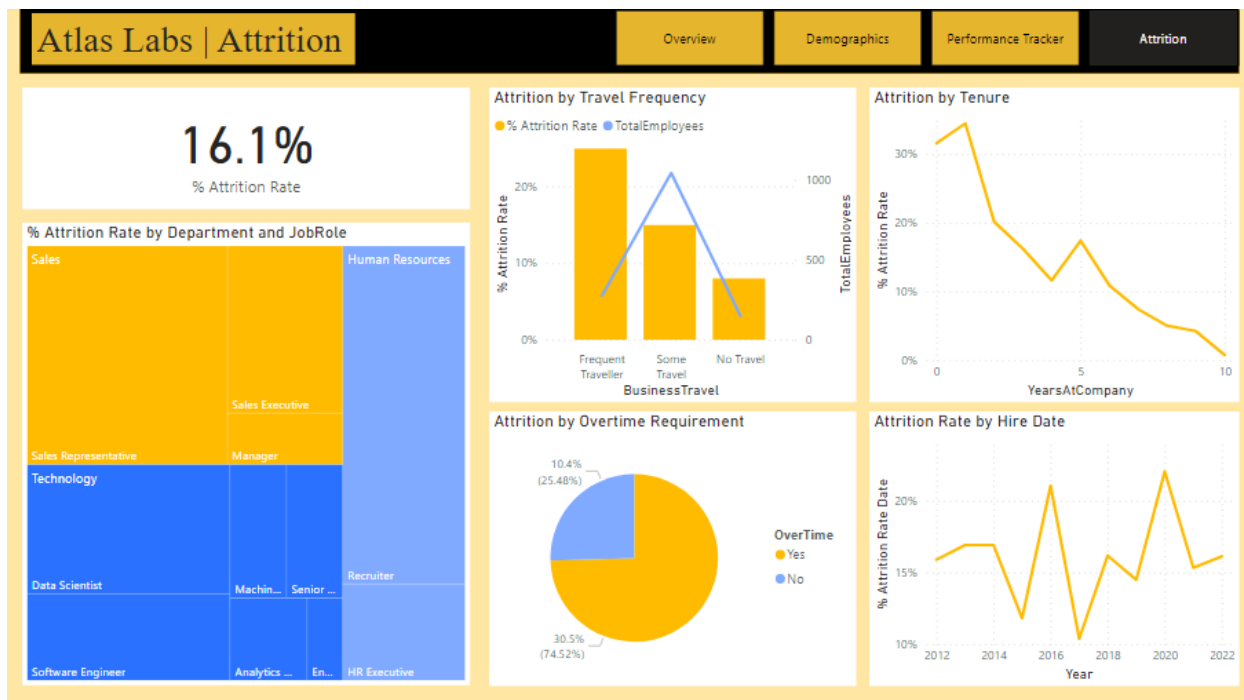 Atlas Labs | Attrition
Overview
Demographics
Performance Tracker
Attrition
16.1%
% Attrition Rate
% Attrition Rate by Department and JobRole
Sales
Human Resources
Sales Executive
Sales Representative
Manager
Technology
Data Scientist
Machin...
Senior ...
Recruiter
Software Engineer
Analytics ...
En...
HR Executive
Attrition by Travel Frequency
% Attrition Rate
TotalEmployees
% Attrition Rate
20%
10%
0%
1000
500
0
TotalEmployees
Frequent
Traveller
Some
Travel
No Travel
BusinessTravel
Attrition by Tenure
% Attrition Rate
30%
20%
10%
0%
0
5
10
YearsAtCompany
Attrition by Overtime Requirement
10.4%
(25.48%)
30.5%
(74.52%)
OverTime
Yes
No
Attrition Rate by Hire Date
% Attrition Rate Date
20%
15%
10%
2012
2014
2016
2018
2020
2022
Year